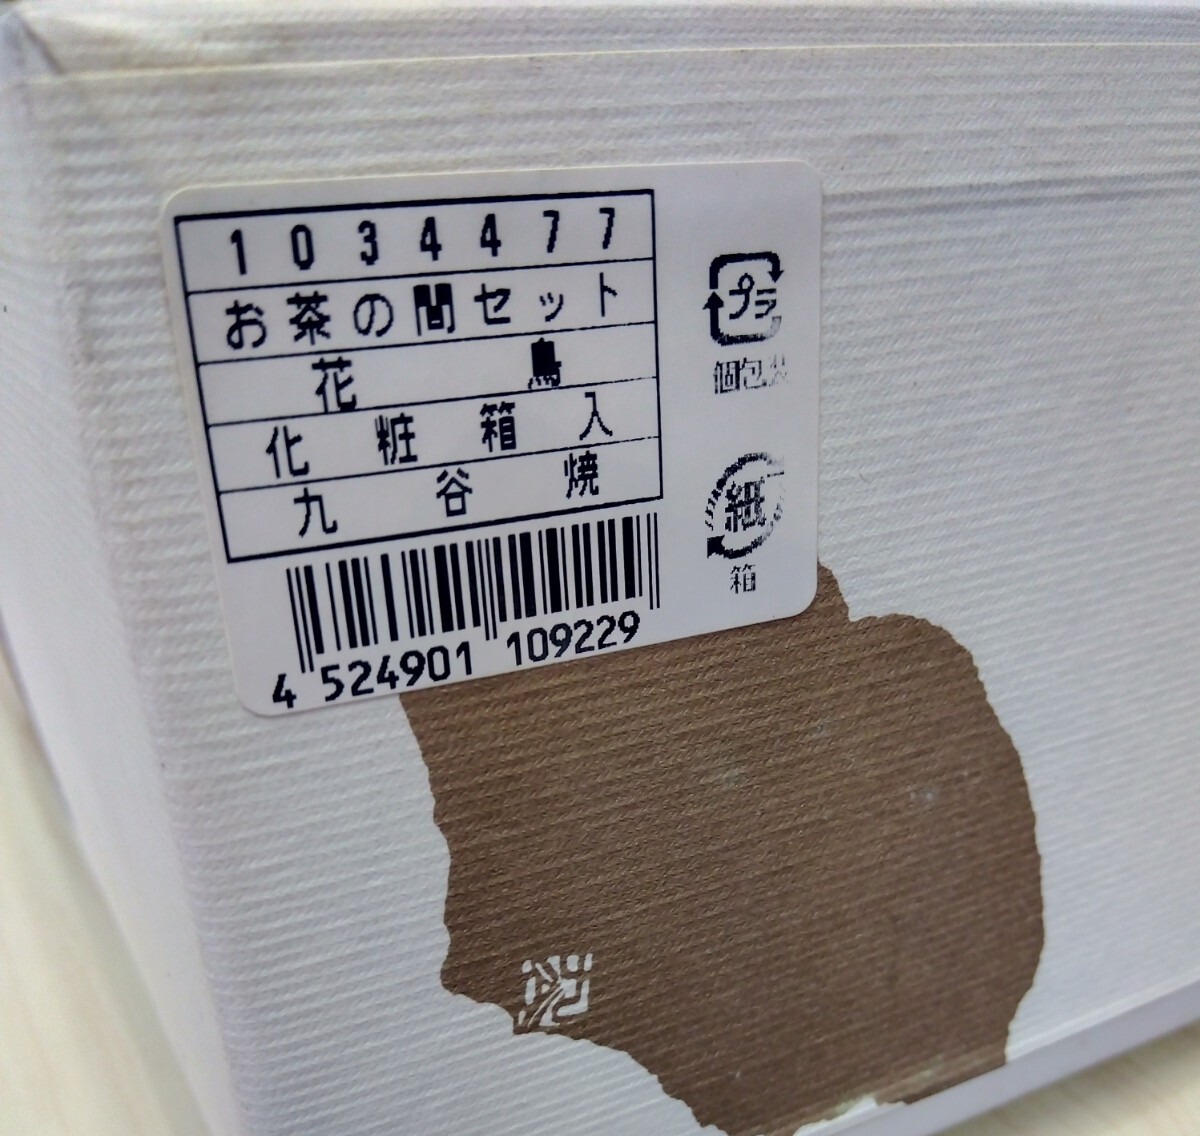 1034477
お茶の間セット
花鳥
化粧箱入
九谷焼
4 524901 109229
プラ
個包
紙
箱